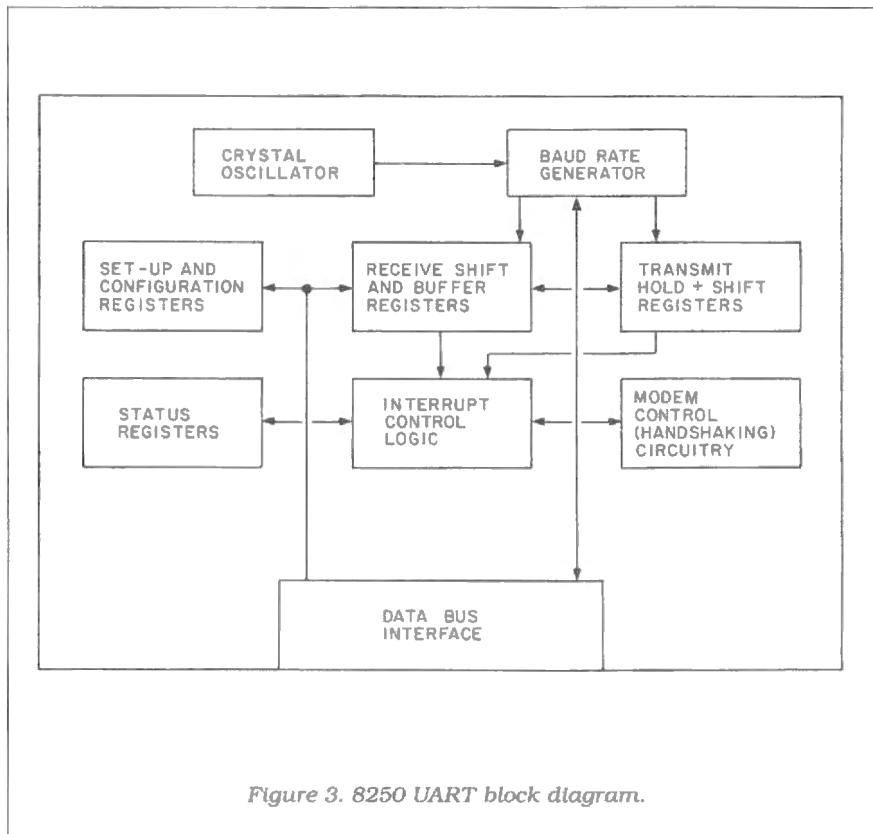 CRYSTAL
OSCILLATOR
BAUD RATE
GENERATOR
SET-UP AND
CONFIGURATION
REGISTERS
RECEIVE SHIFT
AND BUFFER
REGISTERS
TRANSMIT
HOLD + SHIFT
REGISTERS
STATUS
REGISTERS
INTERRUPT
CONTROL
LOGIC
MODEM
CONTROL
(HANDSHAKING)
CIRCUITRY
DATA BUS
INTERFACE
Figure 3. 8250 UART block diagram.